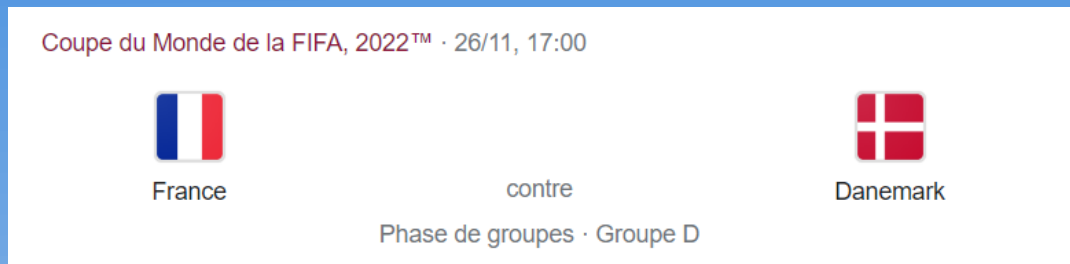 Coupe du Monde de la FIFA, 2022™ · 26/11, 17:00
France contre Danemark
Phase de groupes · Groupe D